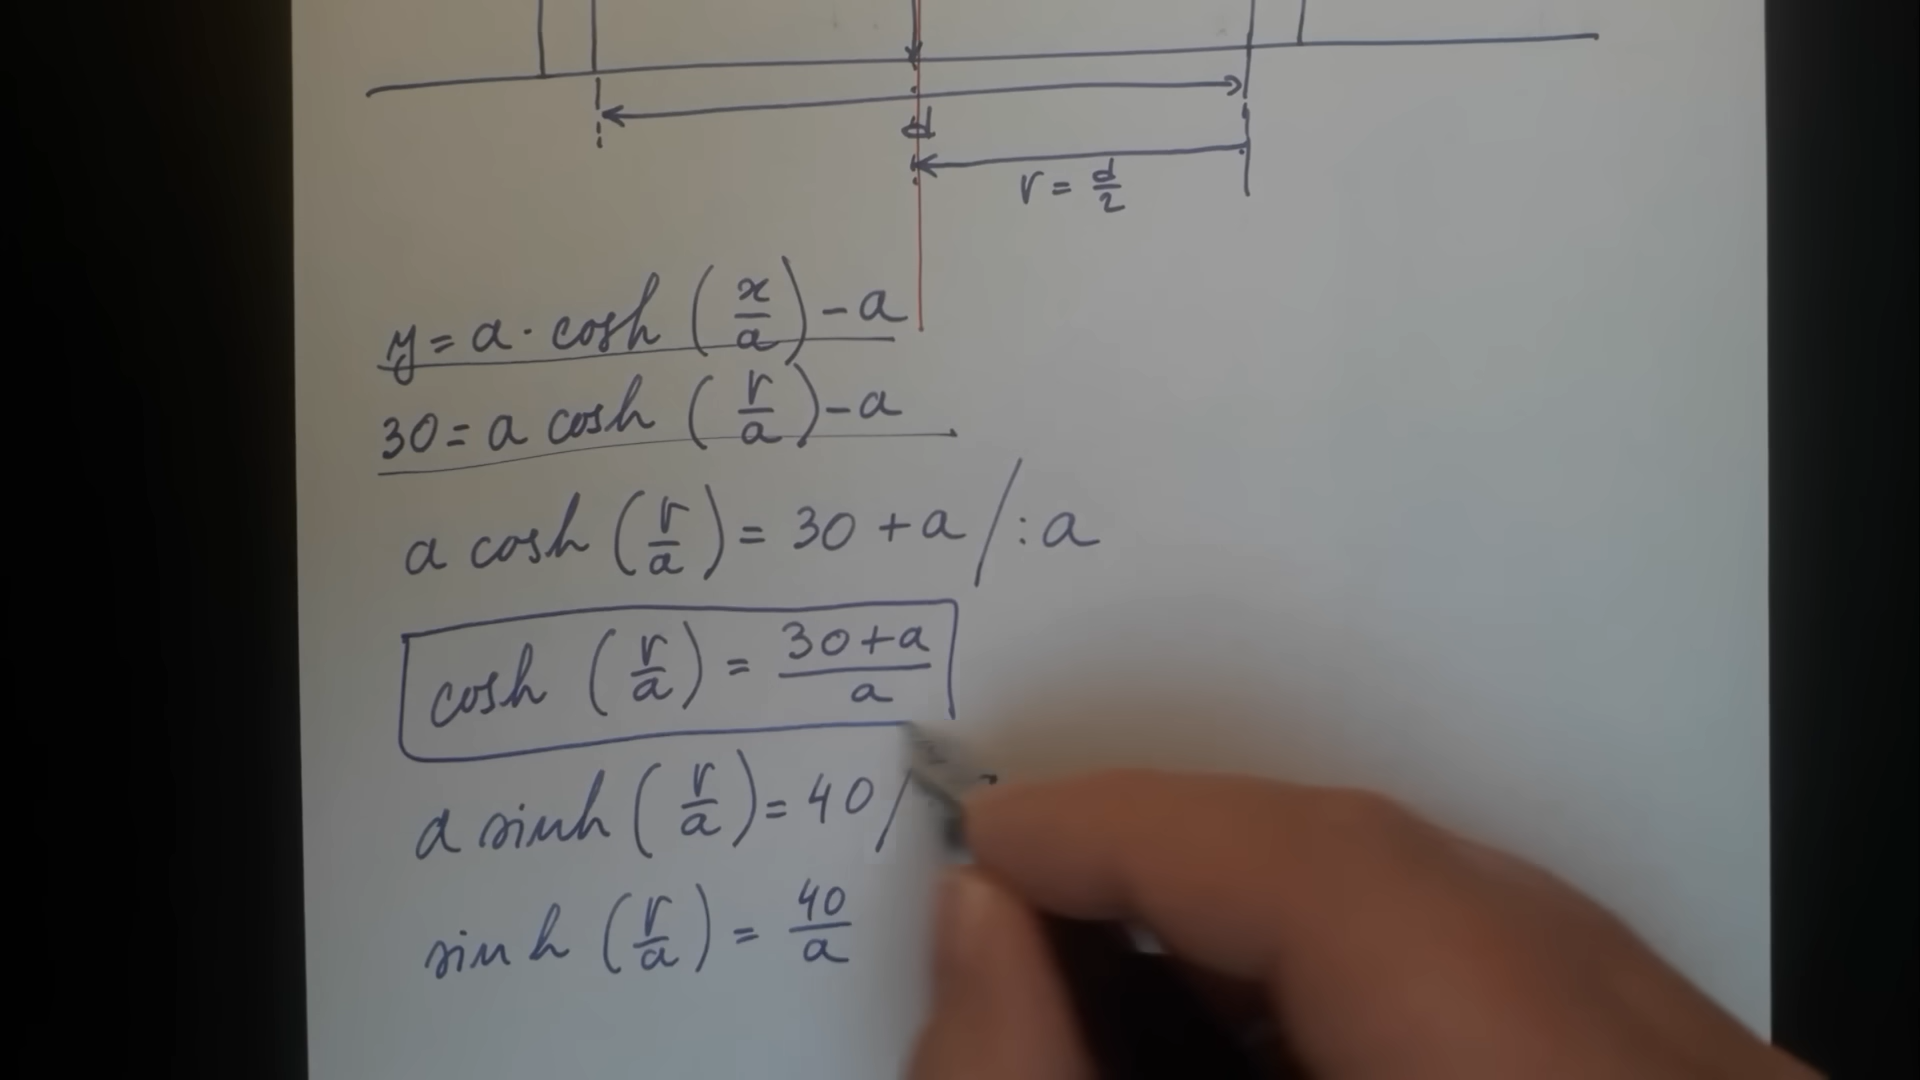 d
r = d/2
y = a · cosh (x/a) - a
30 = a cosh (r/a) - a
a cosh (r/a) = 30 + a / : a
cosh (r/a) = 30+a/a
a sinh (r/a) = 40 /
sinh (r/a) = 40/a